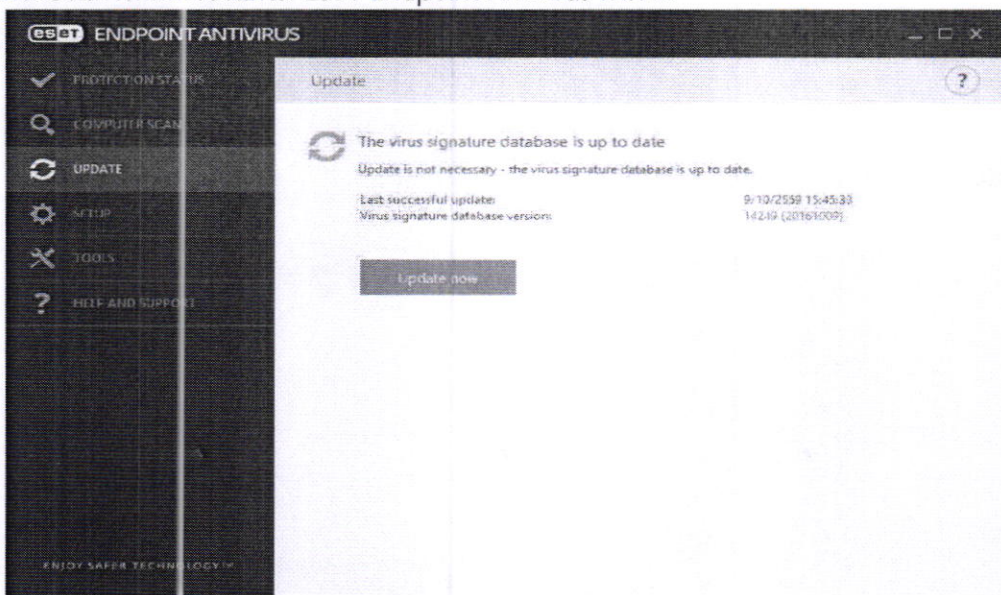 eset ENDPOINT ANTIVIRUS
PROTECTION STATUS
COMPUTER SCAN
UPDATE
SETUP
TOOLS
HELP AND SUPPORT
ENJOY SAFER TECHNOLOGY™
Update
?
The virus signature database is up to date
Update is not necessary - the virus signature database is up to date.
Last successful update: 9/10/2559 15:45:33
Virus signature database version: 14249 (20161009)
Update now